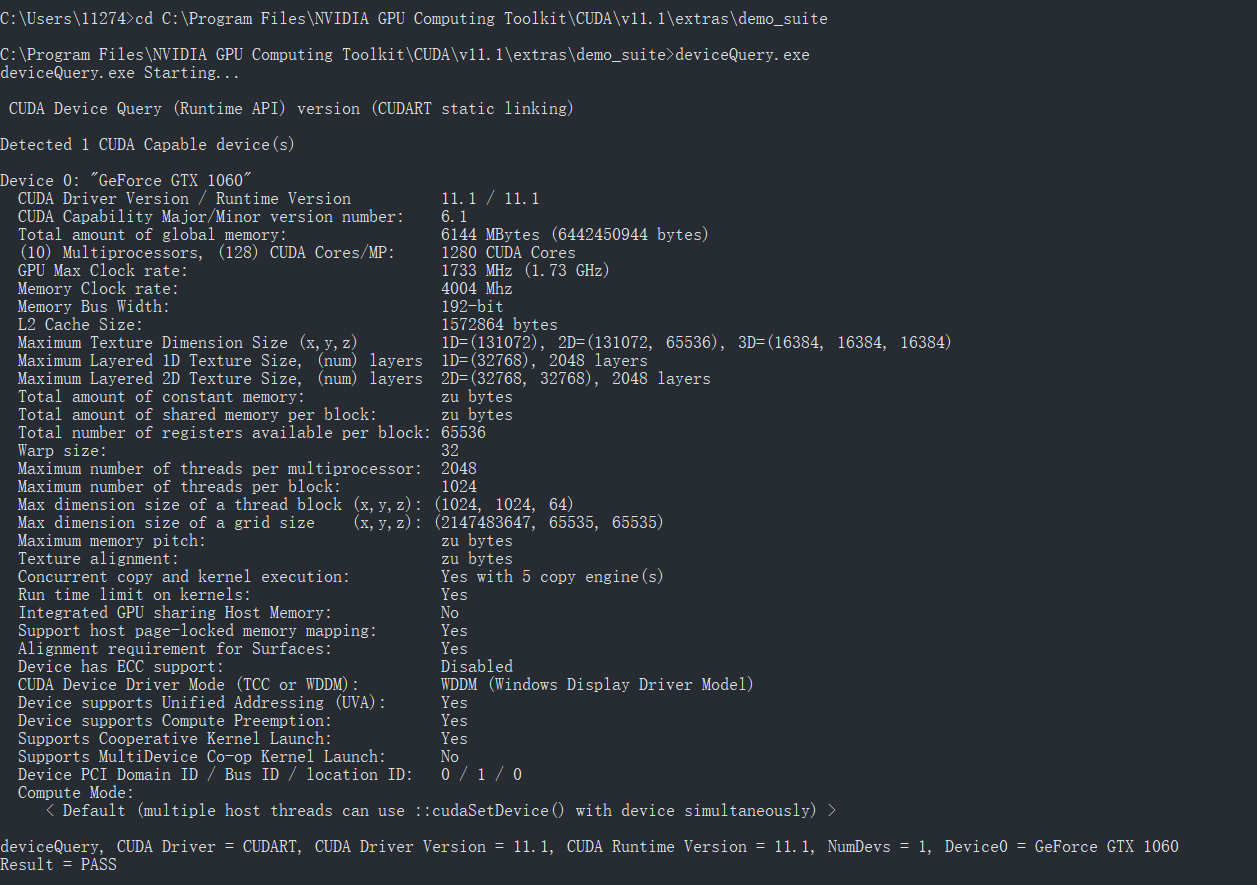 C:\Users\11274>cd C:\Program Files\NVIDIA GPU Computing Toolkit\CUDA\v11.1\extras\demo_suite
C:\Program Files\NVIDIA GPU Computing Toolkit\CUDA\v11.1\extras\demo_suite>deviceQuery.exe
deviceQuery.exe Starting...
CUDA Device Query (Runtime API) version (CUDART static linking)
Detected 1 CUDA Capable device(s)
Device 0: "GeForce GTX 1060"
CUDA Driver Version / Runtime Version 11.1 / 11.1
CUDA Capability Major/Minor version number: 6.1
Total amount of global memory: 6144 MBytes (6442450944 bytes)
(10) Multiprocessors, (128) CUDA Cores/MP: 1280 CUDA Cores
GPU Max Clock rate: 1733 MHz (1.73 GHz)
Memory Clock rate: 4004 Mhz
Memory Bus Width: 192-bit
L2 Cache Size: 1572864 bytes
Maximum Texture Dimension Size (x,y,z) 1D=(131072), 2D=(131072, 65536), 3D=(16384, 16384, 16384)
Maximum Layered 1D Texture Size, (num) layers 1D=(32768), 2048 layers
Maximum Layered 2D Texture Size, (num) layers 2D=(32768, 32768), 2048 layers
Total amount of constant memory: zu bytes
Total amount of shared memory per block: zu bytes
Total number of registers available per block: 65536
Warp size: 32
Maximum number of threads per multiprocessor: 2048
Maximum number of threads per block: 1024
Max dimension size of a thread block (x,y,z): (1024, 1024, 64)
Max dimension size of a grid size (x,y,z): (2147483647, 65535, 65535)
Maximum memory pitch: zu bytes
Texture alignment: zu bytes
Concurrent copy and kernel execution: Yes with 5 copy engine(s)
Run time limit on kernels: Yes
Integrated GPU sharing Host Memory: No
Support host page-locked memory mapping: Yes
Alignment requirement for Surfaces: Yes
Device has ECC support: Disabled
CUDA Device Driver Mode (TCC or WDDM): WDDM (Windows Display Driver Model)
Device supports Unified Addressing (UVA): Yes
Device supports Compute Preemption: Yes
Supports Cooperative Kernel Launch: Yes
Supports MultiDevice Co-op Kernel Launch: No
Device PCI Domain ID / Bus ID / location ID: 0 / 1 / 0
Compute Mode:
< Default (multiple host threads can use ::cudaSetDevice() with device simultaneously) >
deviceQuery, CUDA Driver = CUDART, CUDA Driver Version = 11.1, CUDA Runtime Version = 11.1, NumDevs = 1, Device0 = GeForce GTX 1060
Result = PASS